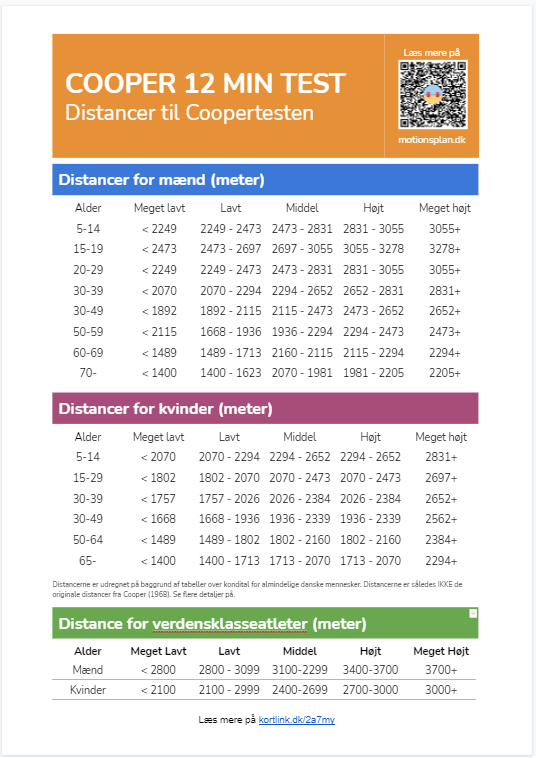 Læs mere på
COOPER 12 MIN TEST
Distancer til Coopertesten
motionsplan.dk
Distancer for mænd (meter)
Alder Meget lavt Lavt Middel Højt Meget højt
5-14 < 2249 2249 - 2473 2473 - 2831 2831 - 3055 3055+
15-19 < 2473 2473 - 2697 2697 - 3055 3055 - 3278 3278+
20-29 < 2249 2249 - 2473 2473 - 2831 2831 - 3055 3055+
30-39 < 2070 2070 - 2294 2294 - 2652 2652 - 2831 2831+
30-49 < 1892 1892 - 2115 2115 - 2473 2473 - 2652 2652+
50-59 < 2115 1668 - 1936 1936 - 2294 2294 - 2473 2473+
60-69 < 1489 1489 - 1713 2160 - 2115 2115 - 2294 2294+
70- < 1400 1400 - 1623 2070 - 1981 1981 - 2205 2205+
Distancer for kvinder (meter)
Alder Meget lavt Lavt Middel Højt Meget højt
5-14 < 2070 2070 - 2294 2294 - 2652 2294 - 2652 2831+
15-29 < 1802 1802 - 2070 2070 - 2473 2070 - 2473 2697+
30-39 < 1757 1757 - 2026 2026 - 2384 2026 - 2384 2652+
30-49 < 1668 1668 - 1936 1936 - 2339 1936 - 2339 2562+
50-64 < 1489 1489 - 1802 1802 - 2160 1802 - 2160 2384+
65- < 1400 1400 - 1713 1713 - 2070 1713 - 2070 2294+
Distancerne er udregnet på baggrund af tabeller over kondital for almindelige danske mennesker. Distancerne er således IKKE de
originale distancer fra Cooper (1968). Se flere detaljer på.
Distance for verdensklasseatleter (meter)
Alder Meget Lavt Lavt Middel Højt Meget Højt
Mænd < 2800 2800 - 3099 3100-2299 3400-3700 3700+
Kvinder < 2100 2100 - 2999 2400-2699 2700-3000 3000+
Læs mere på kortlink.dk/2a7my